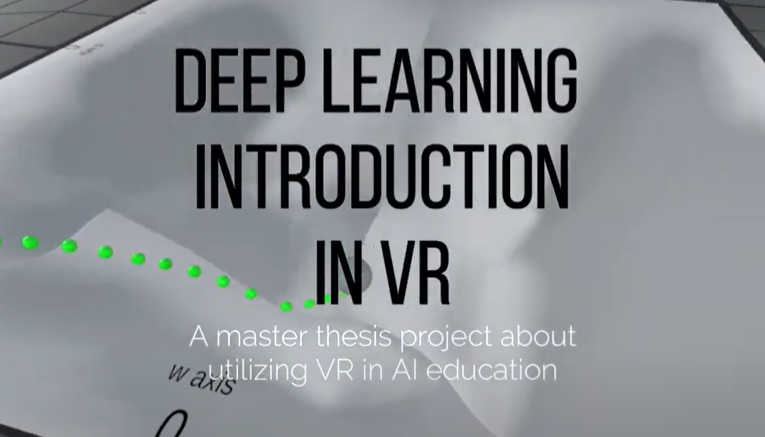 DEEP LEARNING
INTRODUCTION
IN VR
A master thesis project about
utilizing VR in AI education
w axis